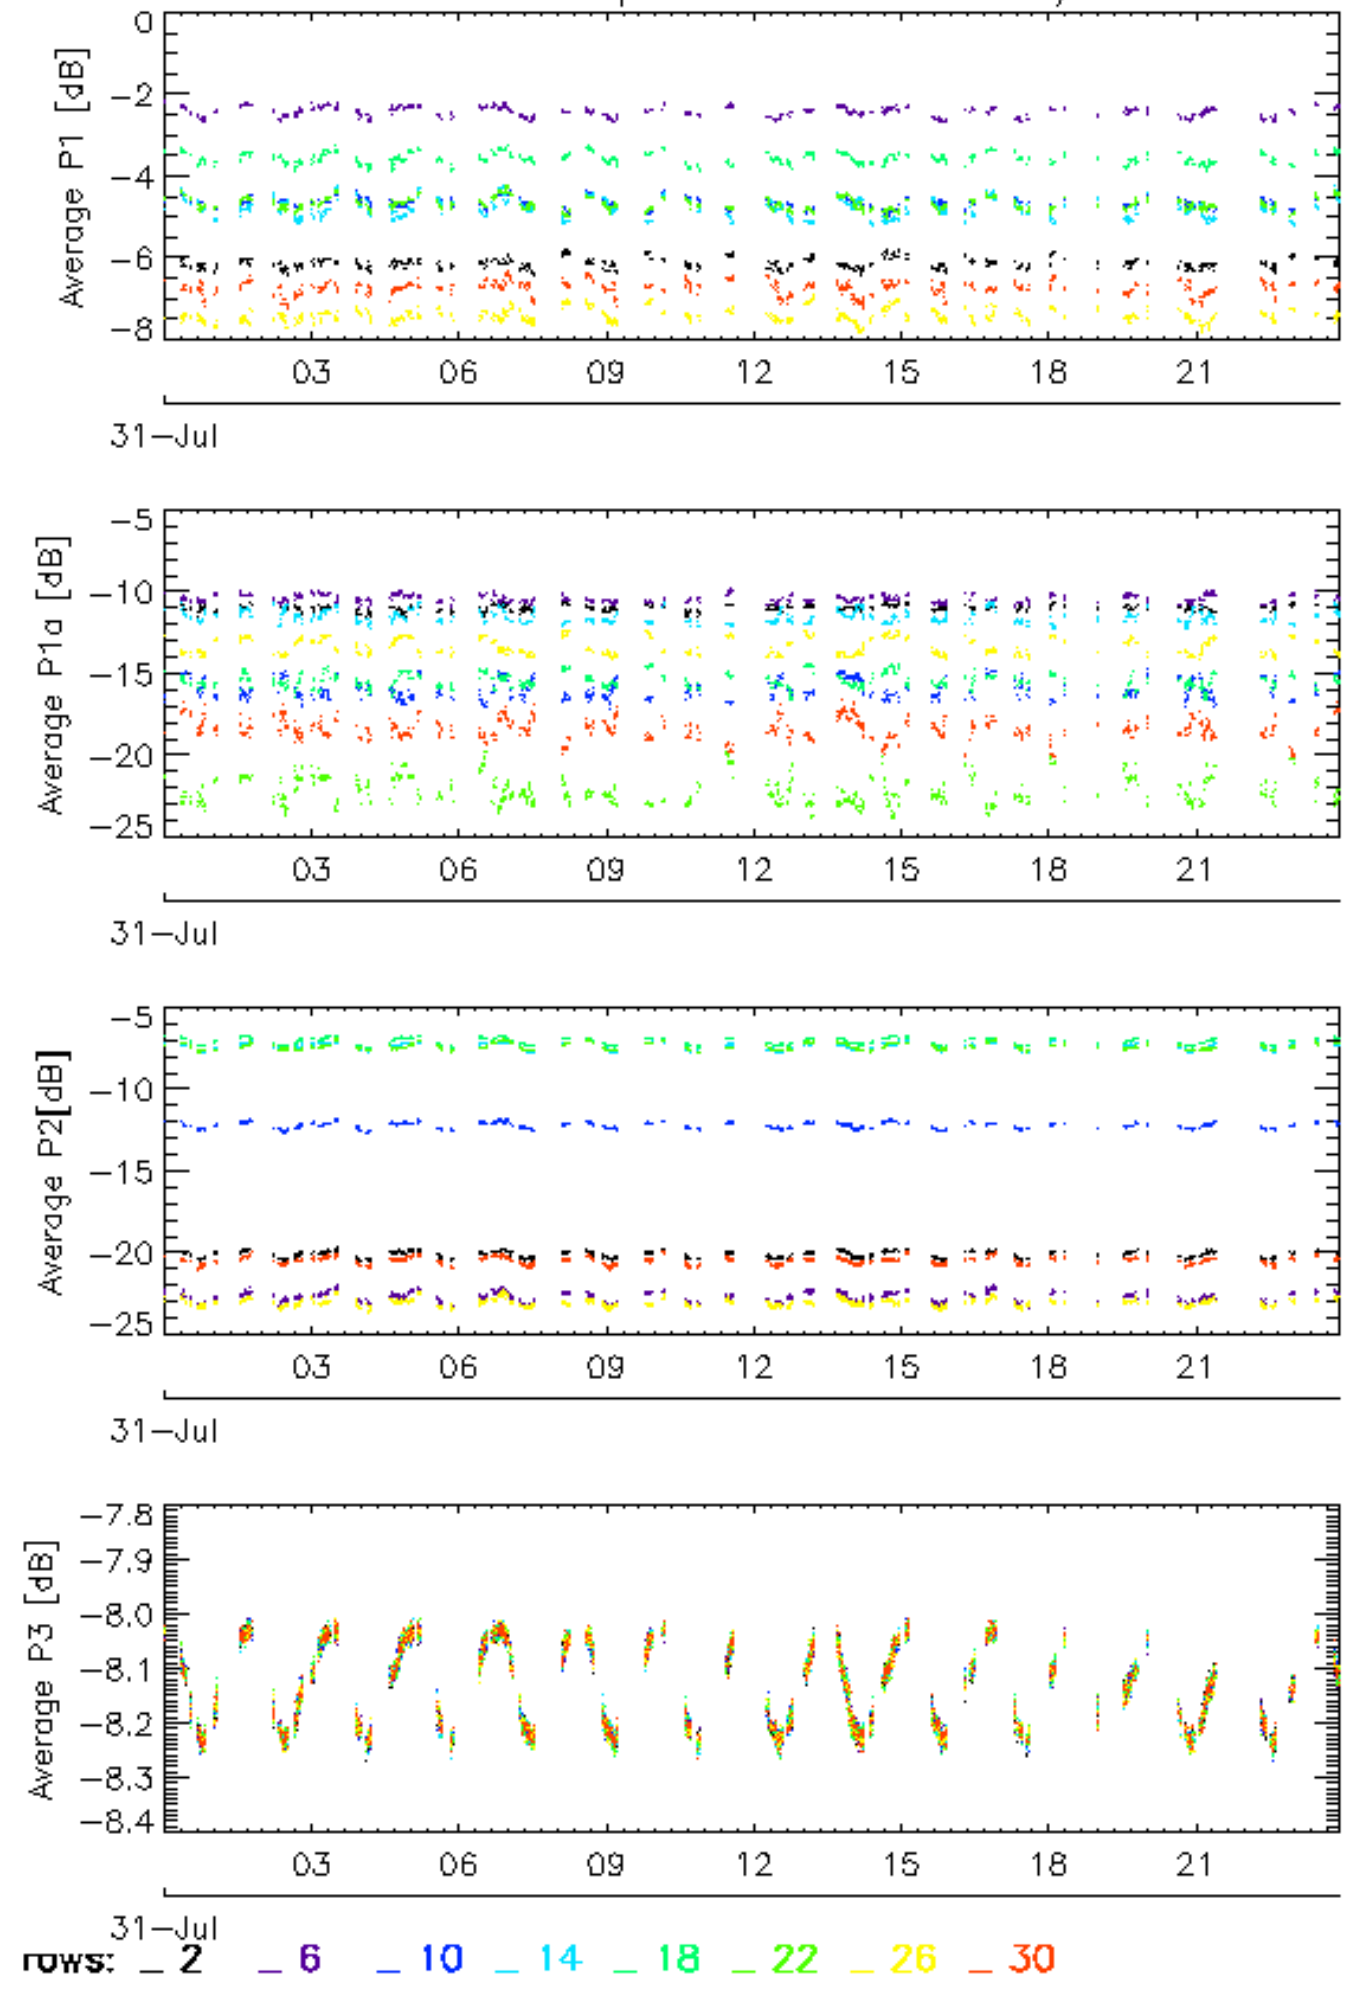 0
−2
−4
−6
−8
Average P1 [dB]
03 06 09 12 15 18 21
31−Jul
−5
−10
−15
−20
−25
Average P1a [dB]
03 06 09 12 15 18 21
31−Jul
−5
−10
−15
−20
−25
Average P2[dB]
03 06 09 12 15 18 21
31−Jul
−7.8
−7.9
−8.0
−8.1
−8.2
−8.3
−8.4
Average P3 [dB]
03 06 09 12 15 18 21
31−Jul
rows: _ 2 _ 6 _ 10 _ 14 _ 18 _ 22 _ 26 _ 30